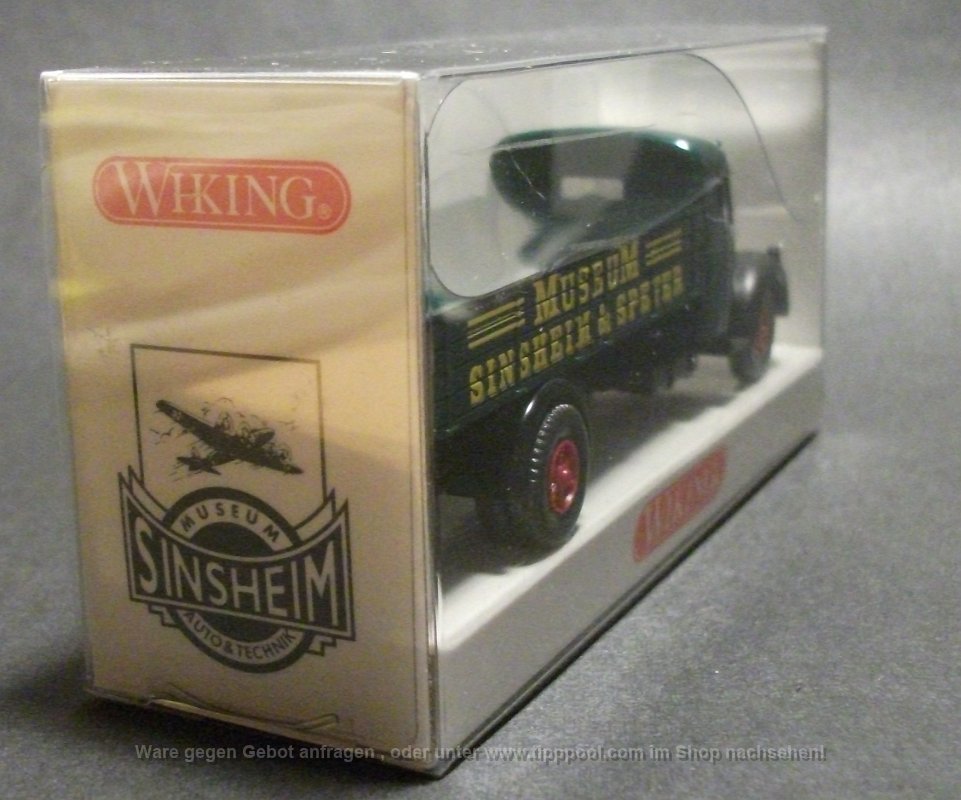 WIKING®
MUSEUM
SINSHEIM & SPEYER
WIKING
MUSEUM
SINSHEIM
AUTO & TECHNIK
Ware gegen Gebot anfragen , oder unter www.tipppool.com im Shop nachsehen!